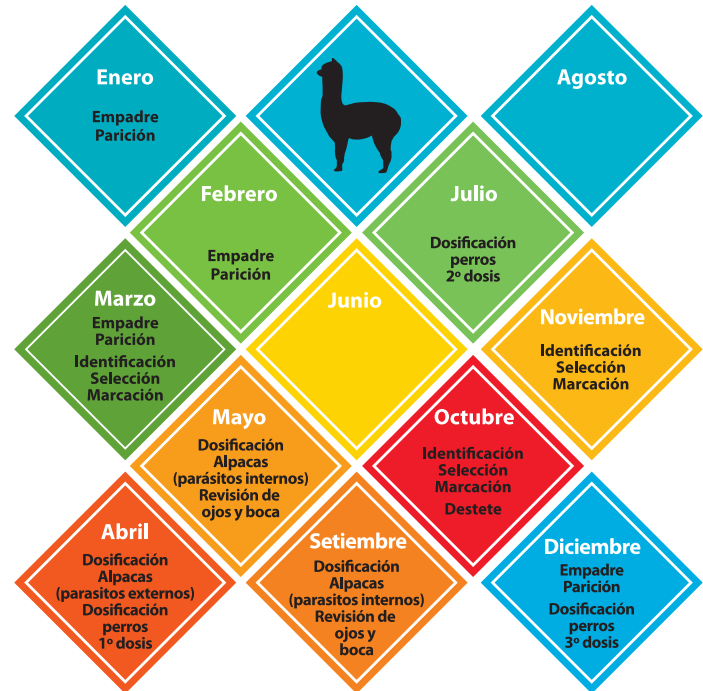 Enero
Empadre
Parición
Agosto
Febrero
Empadre
Parición
Julio
Dosificación
perros
2º dosis
Marzo
Empadre
Parición
Identificación
Selección
Marcación
Junio
Noviembre
Identificación
Selección
Marcación
Mayo
Dosificación
Alpacas
(parásitos internos)
Revisión de
ojos y boca
Octubre
Identificación
Selección
Marcación
Destete
Abril
Dosificación
Alpacas
(parasitos externos)
Dosificación
perros
1º dosis
Setiembre
Dosificación
Alpacas
(parasitos internos)
Revisión de
ojos y
boca
Diciembre
Empadre
Parición
Dosificación
perros
3º dosis